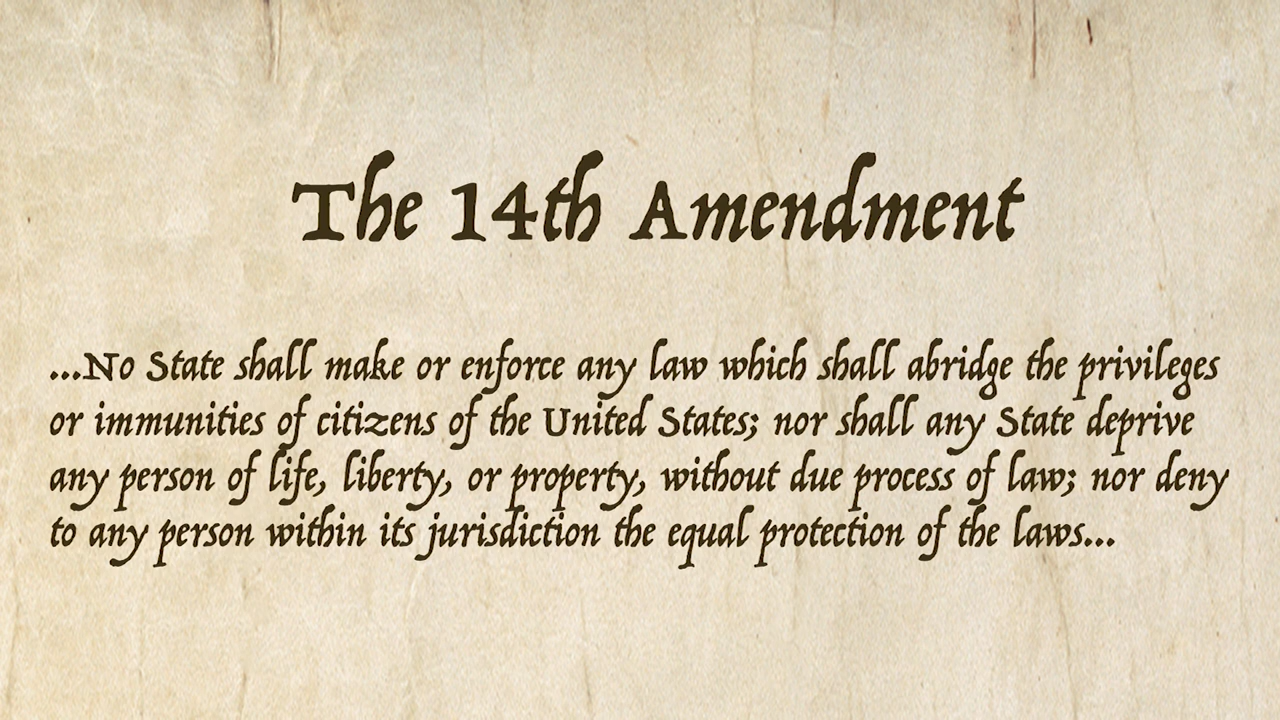 The 14th Amendment
...No State shall make or enforce any law which shall abridge the privileges
or immunities of citizens of the United States; nor shall any State deprive
any person of life, liberty, or property, without due process of law; nor deny
to any person within its jurisdiction the equal protection of the laws...